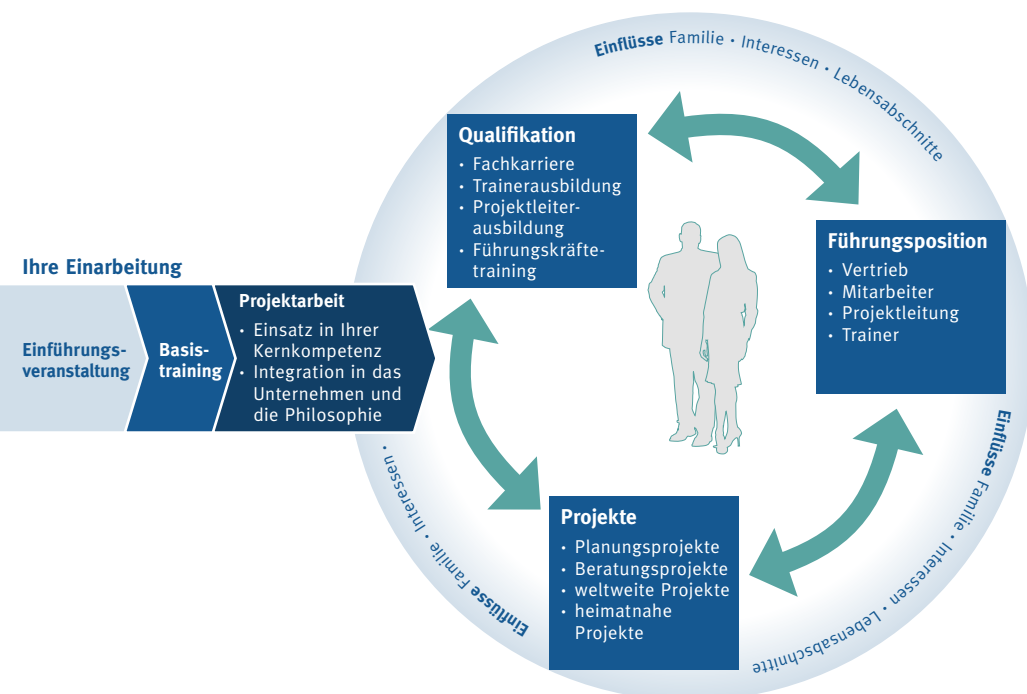 Einflüsse Familie • Interessen • Lebensabschnitte
Qualifikation
• Fachkarriere
• Trainerausbildung
• Projektleiter-
ausbildung
• Führungskräfte-
training
Führungsposition
• Vertrieb
• Mitarbeiter
• Projektleitung
• Trainer
Ihre Einarbeitung
Einführungs-
veranstaltung
Basis-
training
Projektarbeit
• Einsatz in Ihrer
Kernkompetenz
• Integration in das
Unternehmen und
die Philosophie
Projekte
• Planungsprojekte
• Beratungsprojekte
• weltweite Projekte
• heimatnahe
Projekte
Einflüsse Familie • Interessen • Lebensabschnitte
Einflüsse Familie • Interessen •